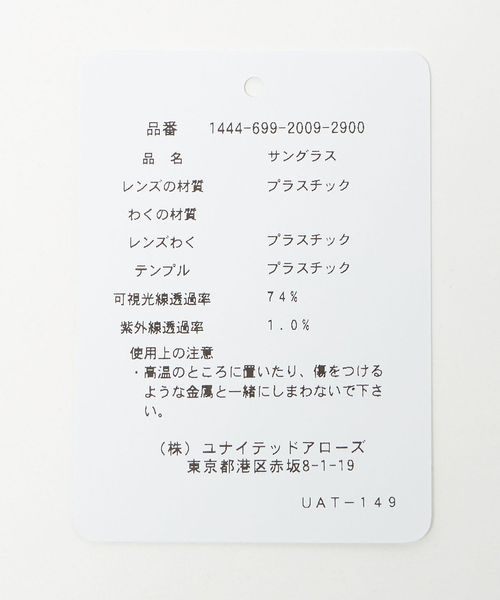 品番 1444-699-2009-2900
品 名 サングラス
レンズの材質 プラスチック
わくの材質
レンズわく プラスチック
テンプル プラスチック
可視光線透過率 74%
紫外線透過率 1.0%
使用上の注意
・高温のところに置いたり、傷をつける
ような金属と一緒にしまわないで下さ
い。
(株) ユナイテッドアローズ
東京都港区赤坂8-1-19
UAT-149